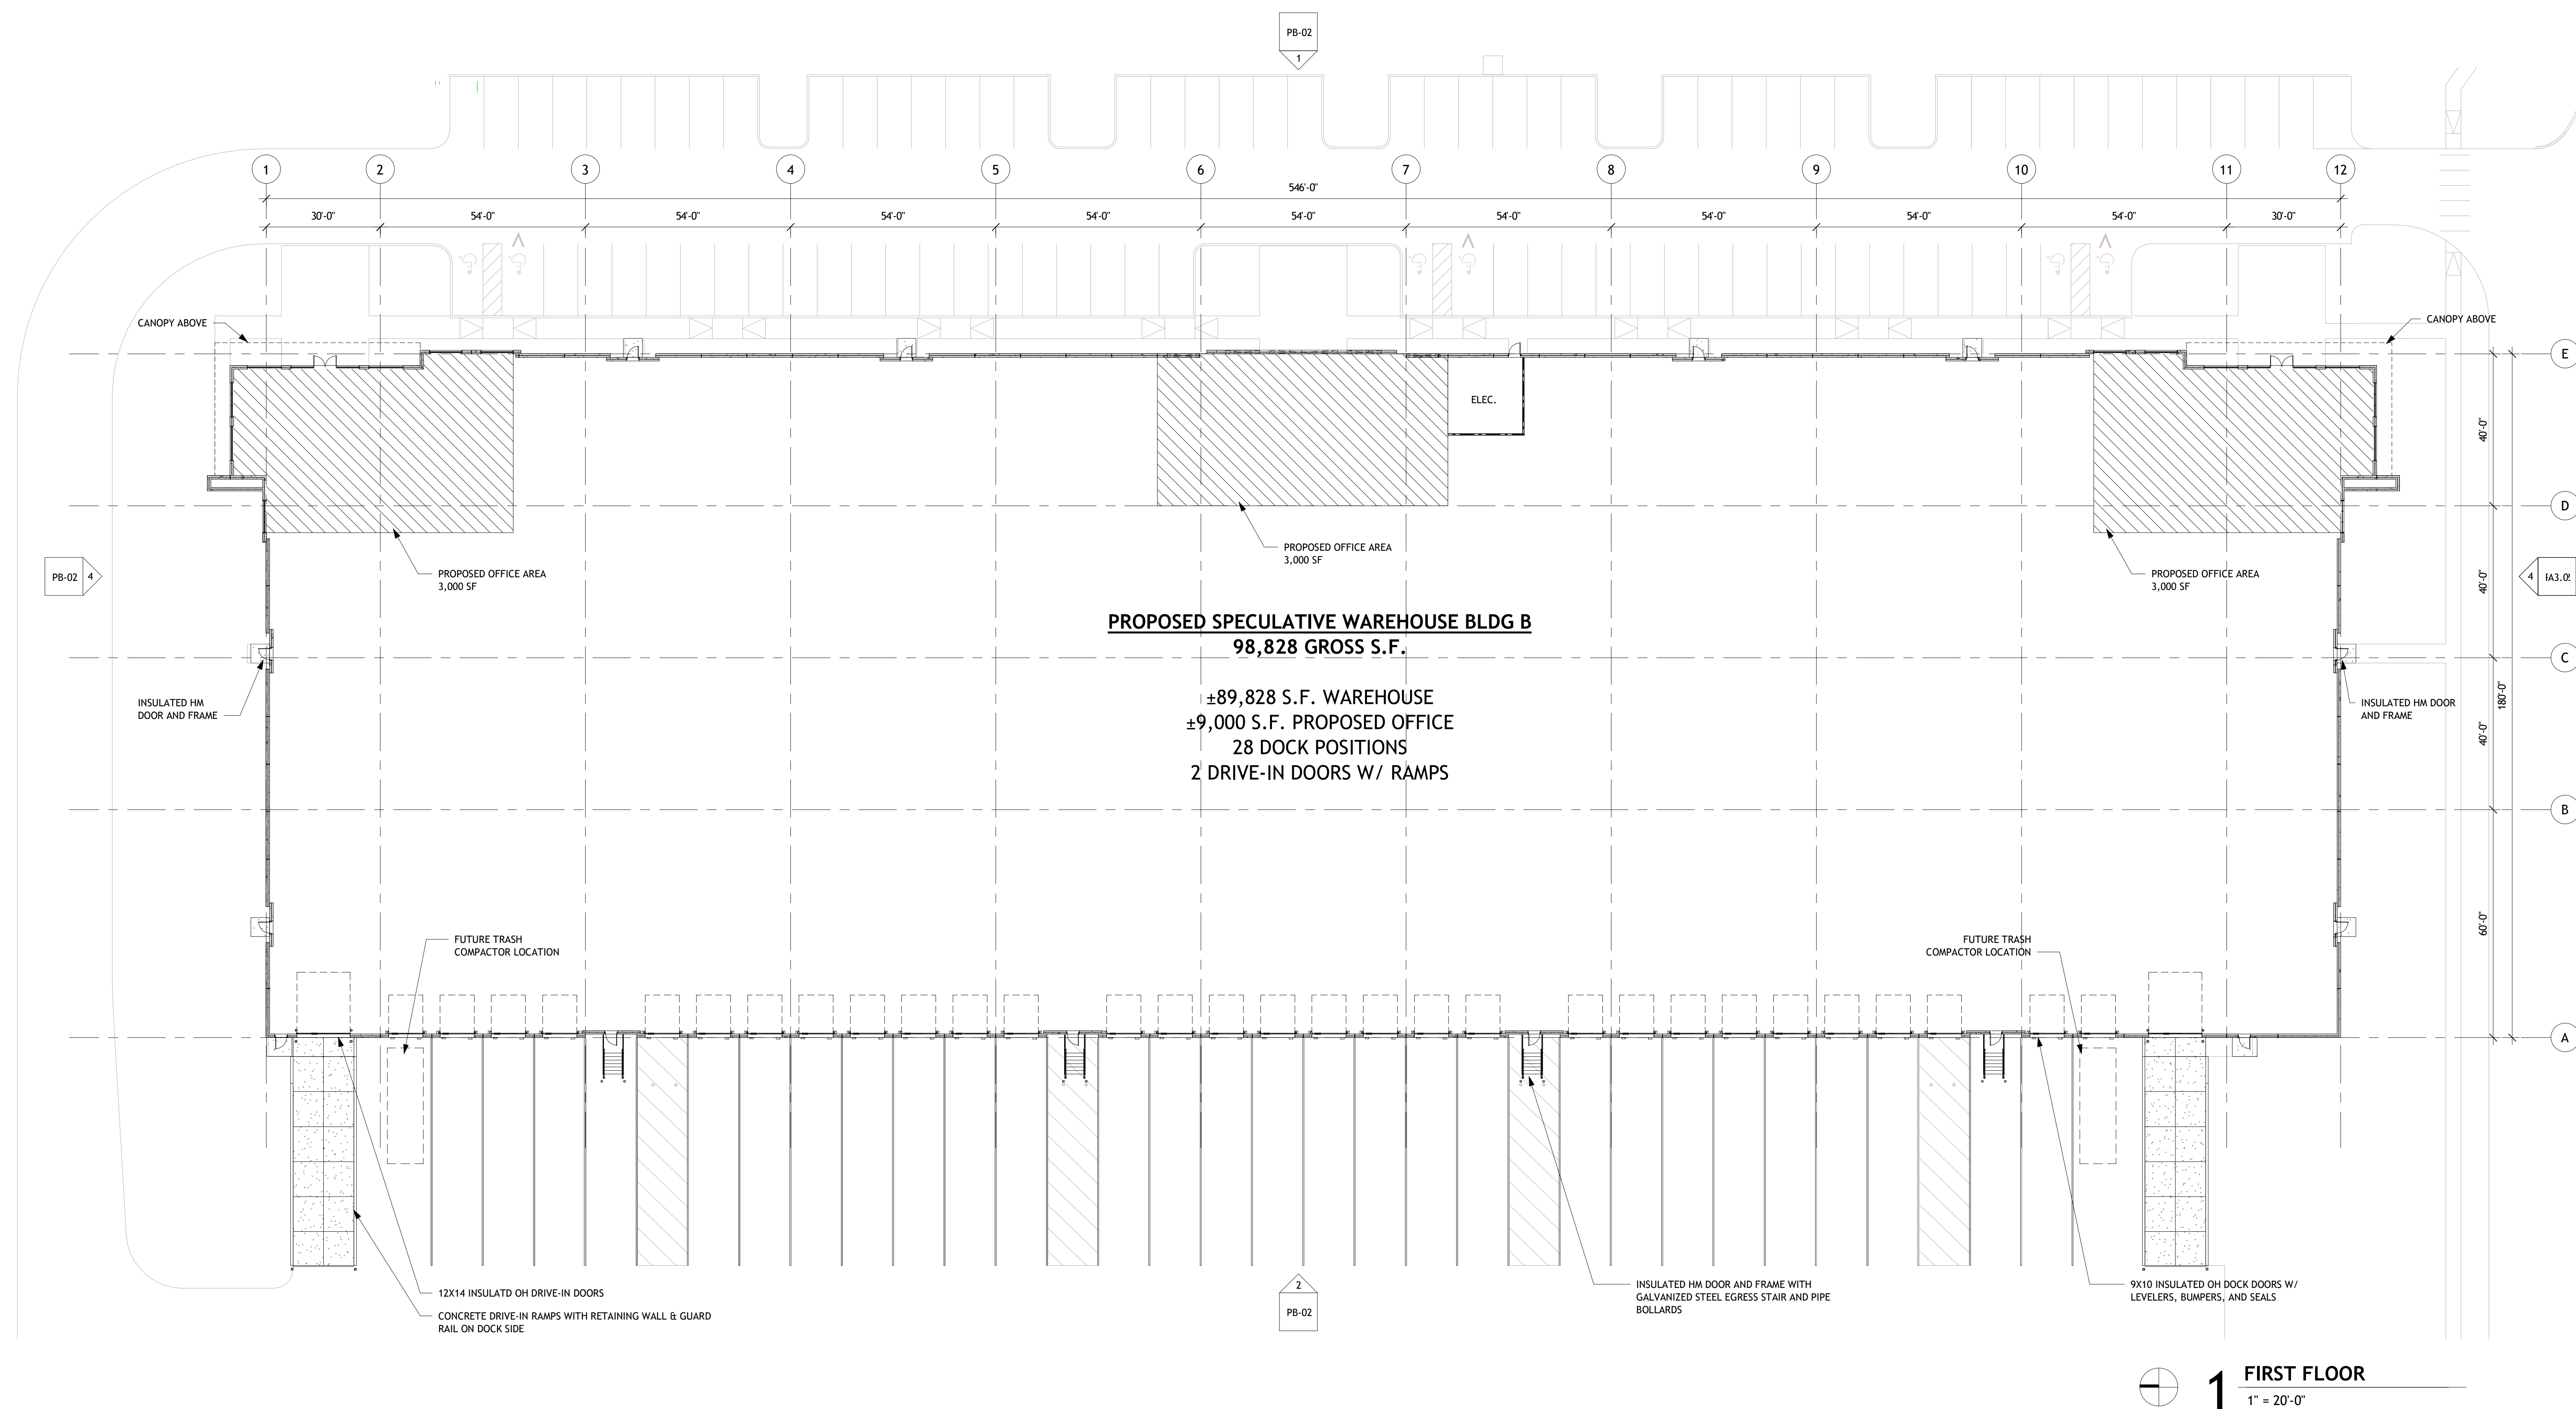 PB-02
1
1 2 3 4 5 6 7 8 9 10 11 12
546'-0"
30'-0" 54'-0" 54'-0" 54'-0" 54'-0" 54'-0" 54'-0" 54'-0" 54'-0" 54'-0" 30'-0"
CANOPY ABOVE
CANOPY ABOVE
E
ELEC.
40'-0"
D
PROPOSED OFFICE AREA
3,000 SF
PROPOSED OFFICE AREA
3,000 SF
PROPOSED OFFICE AREA
3,000 SF
PB-02 4
4
40'-0"
PROPOSED SPECULATIVE WAREHOUSE BLDG B
98,828 GROSS S.F.
C
±89,828 S.F. WAREHOUSE
±9,000 S.F. PROPOSED OFFICE
28 DOCK POSITIONS
2 DRIVE-IN DOORS W/ RAMPS
INSULATED HM
DOOR AND FRAME
INSULATED HM DOOR
AND FRAME
180'-0"
40'-0"
B
60'-0"
FUTURE TRASH
COMPACTOR LOCATION
FUTURE TRASH
COMPACTOR LOCATION
A
12X14 INSULATD OH DRIVE-IN DOORS
CONCRETE DRIVE-IN RAMPS WITH RETAINING WALL & GUARD
RAIL ON DOCK SIDE
2
PB-02
INSULATED HM DOOR AND FRAME WITH
GALVANIZED STEEL EGRESS STAIR AND PIPE
BOLLARDS
9X10 INSULATED OH DOCK DOORS W/
LEVELERS, BUMPERS, AND SEALS
1 FIRST FLOOR
1" = 20'-0"